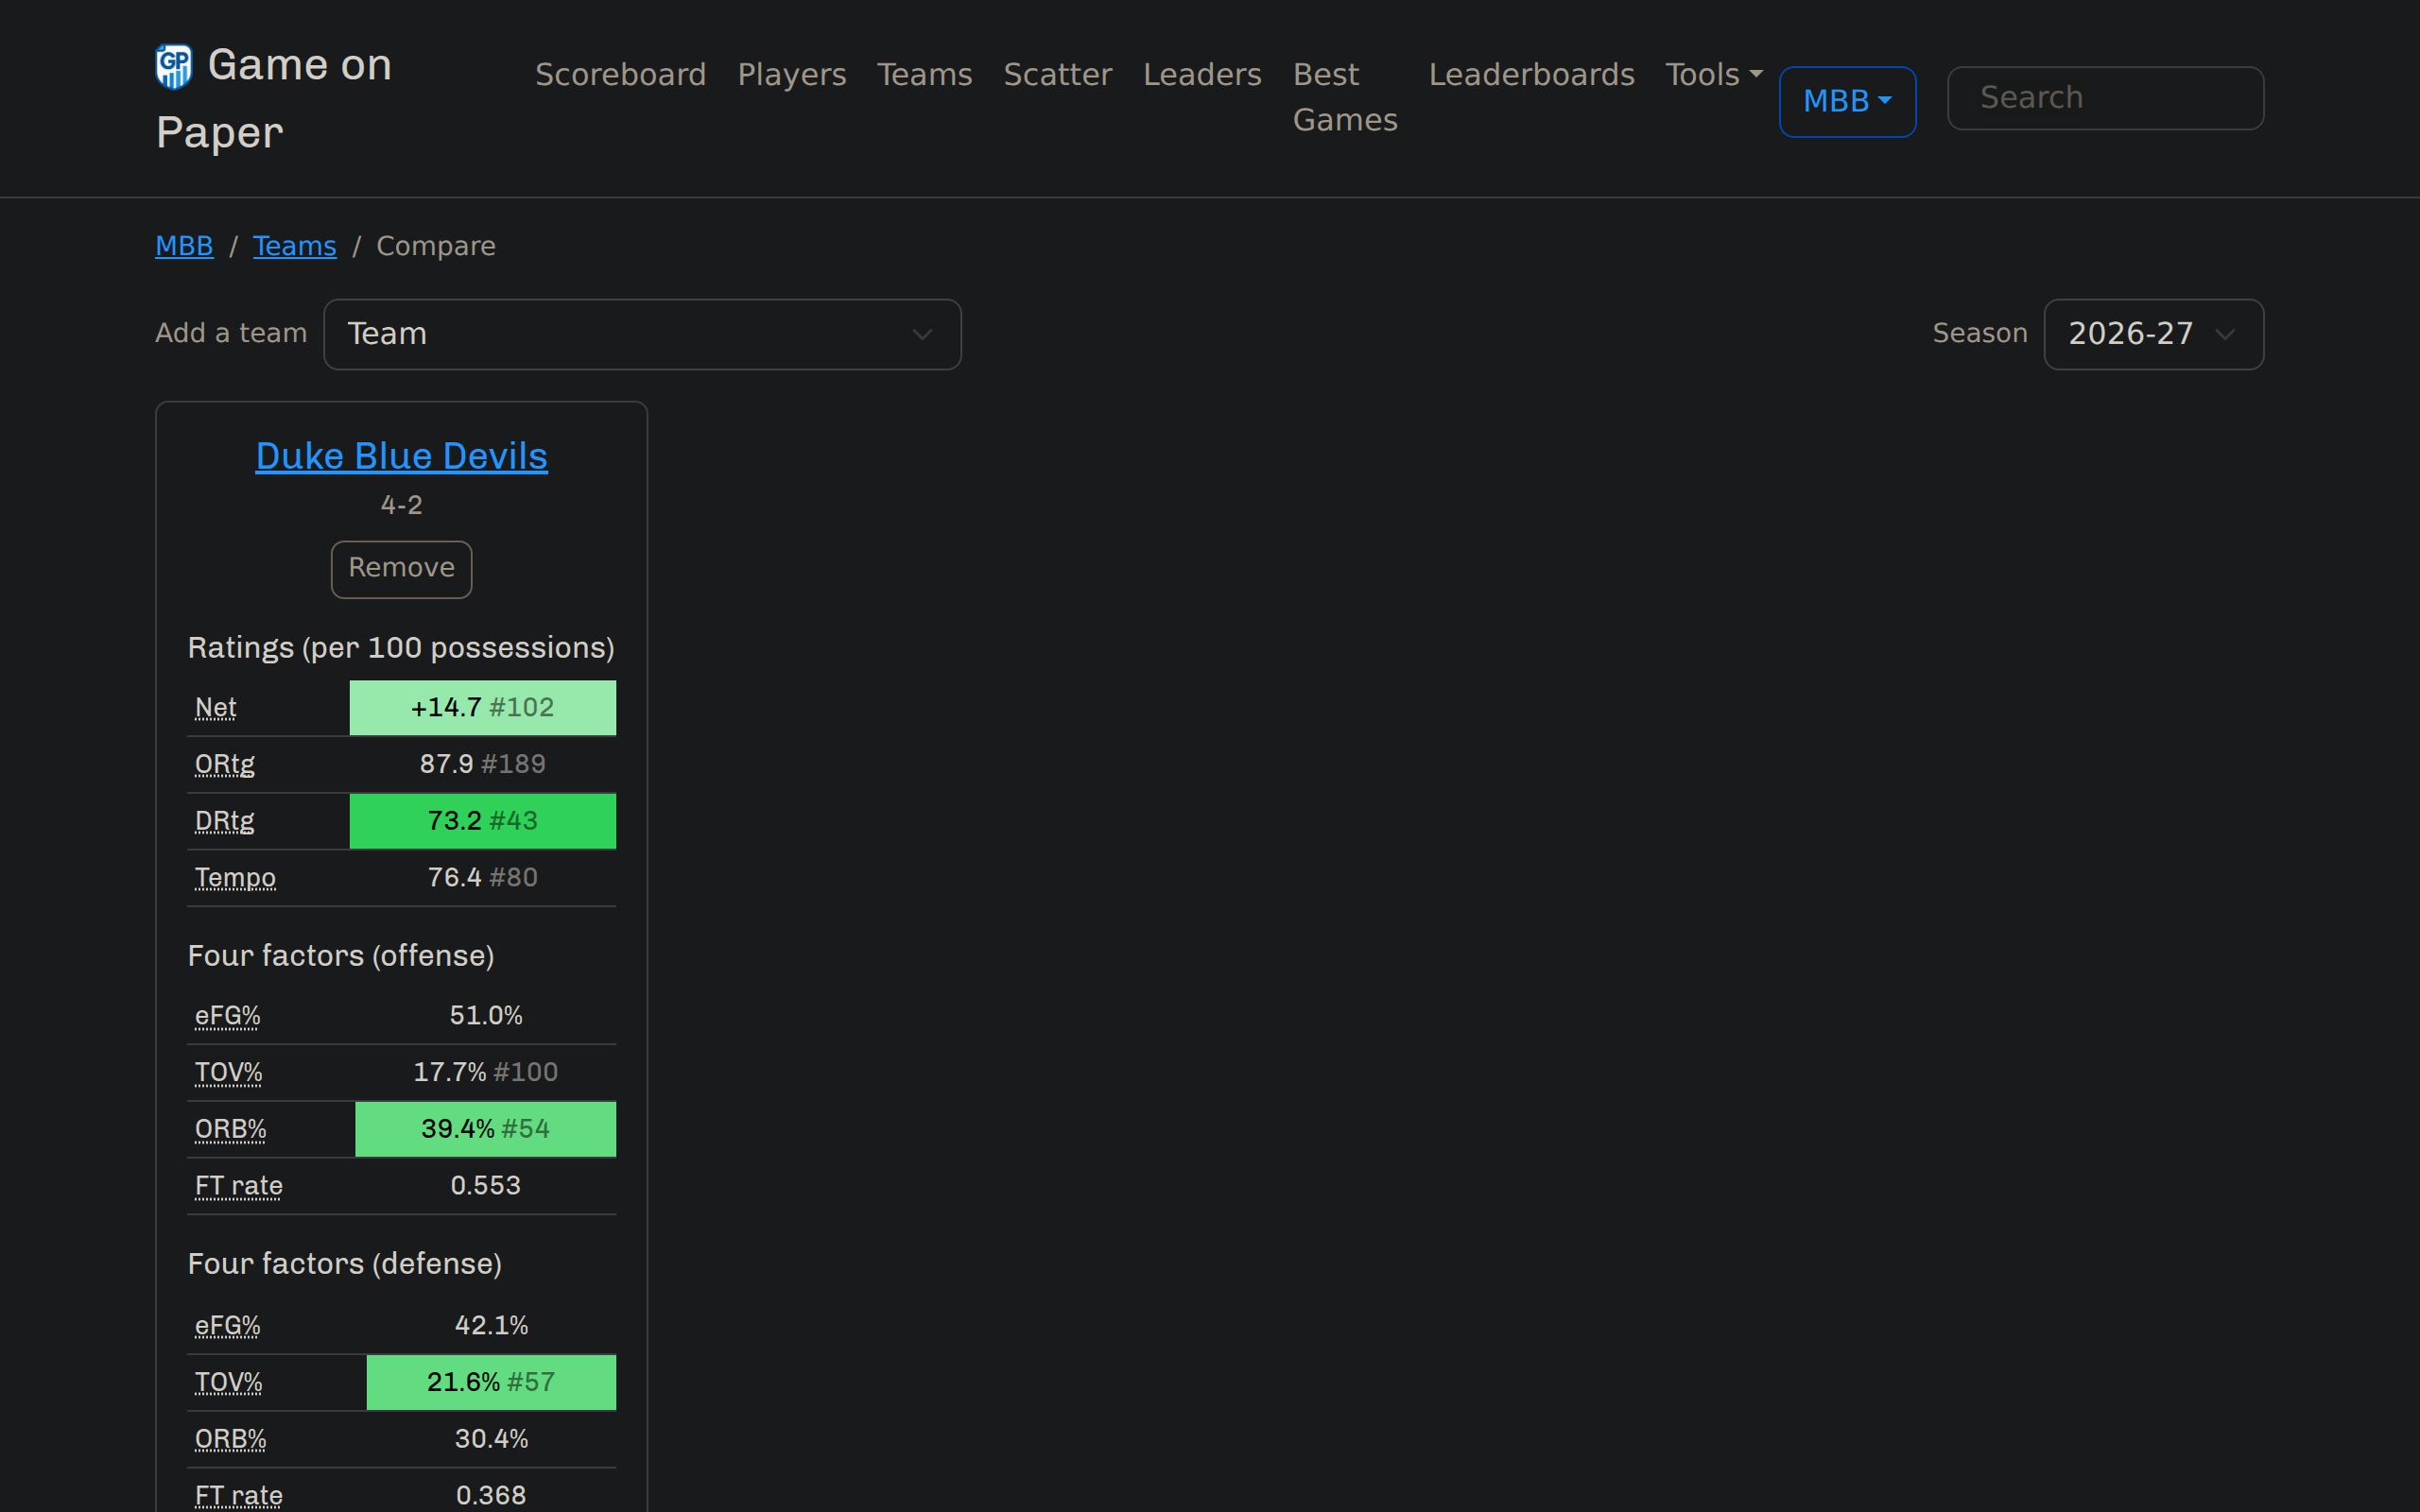 GP Game on Paper
Scoreboard Players Teams Scatter Leaders Best Games Leaderboards Tools MBB Search
MBB / Teams / Compare
Add a team Team Season 2026-27
Duke Blue Devils
4-2
Remove
Ratings (per 100 possessions)
Net +14.7 #102
ORtg 87.9 #189
DRtg 73.2 #43
Tempo 76.4 #80
Four factors (offense)
eFG% 51.0%
TOV% 17.7% #100
ORB% 39.4% #54
FT rate 0.553
Four factors (defense)
eFG% 42.1%
TOV% 21.6% #57
ORB% 30.4%
FT rate 0.368